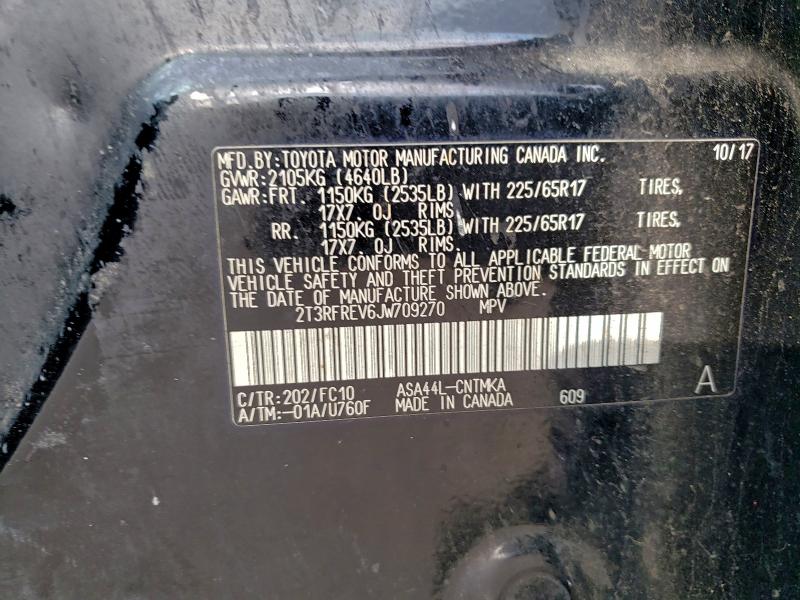 MFD. BY: TOYOTA MOTOR MANUFACTURING CANADA INC. 10/17
GVWR: 2105KG (4640LB)
GAWR: FRT. 1150KG (2535LB) WITH 225/65R17 TIRES,
17X7. 0J RIMS.
RR. 1150KG (2535LB) WITH 225/65R17 TIRES,
17X7. 0J RIMS.
THIS VEHICLE CONFORMS TO ALL APPLICABLE FEDERAL MOTOR
VEHICLE SAFETY AND THEFT PREVENTION STANDARDS IN EFFECT ON
THE DATE OF MANUFACTURE SHOWN ABOVE.
2T3RFREV6JW709270 MPV
C/TR: 202/FC10 ASA44L-CNTMKA A
A/TM: -01A/U760F MADE IN CANADA 609